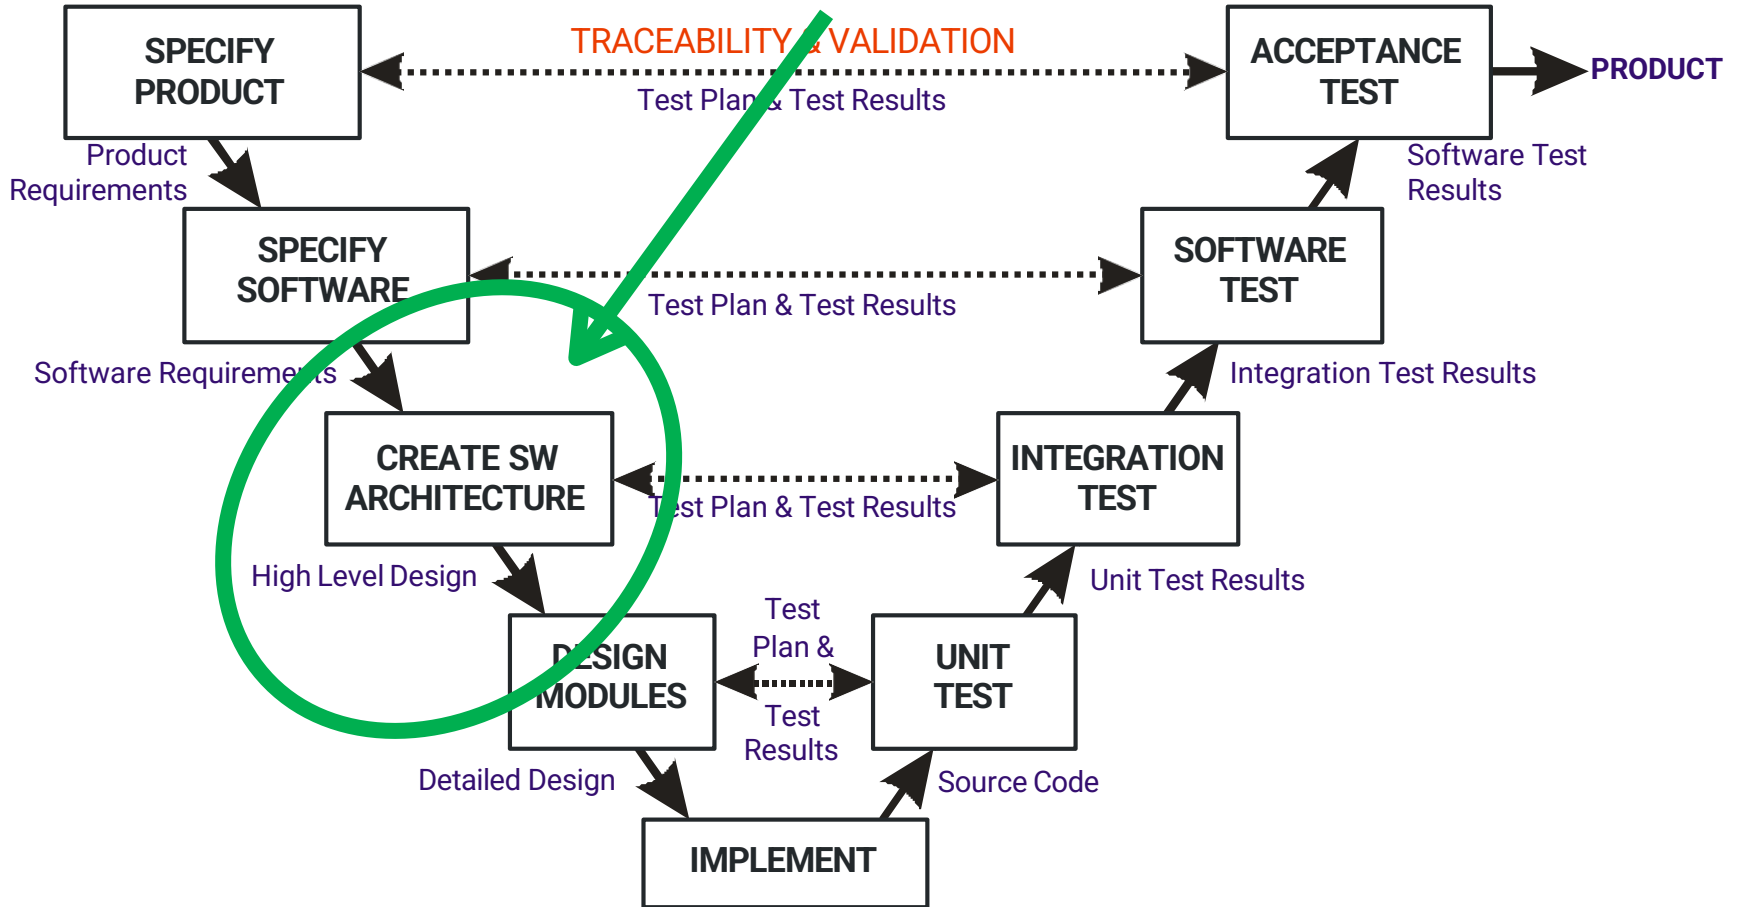 SPECIFY
PRODUCT
TRACEABILITY & VALIDATION
Test Plan & Test Results
ACCEPTANCE
TEST
PRODUCT
Product
Requirements
Software Test
Results
SPECIFY
SOFTWARE
Test Plan & Test Results
SOFTWARE
TEST
Software Requirements
Integration Test Results
CREATE SW
ARCHITECTURE
Test Plan & Test Results
INTEGRATION
TEST
High Level Design
Unit Test Results
DESIGN
MODULES
Test
Plan &
Test
Results
UNIT
TEST
Detailed Design
Source Code
IMPLEMENT